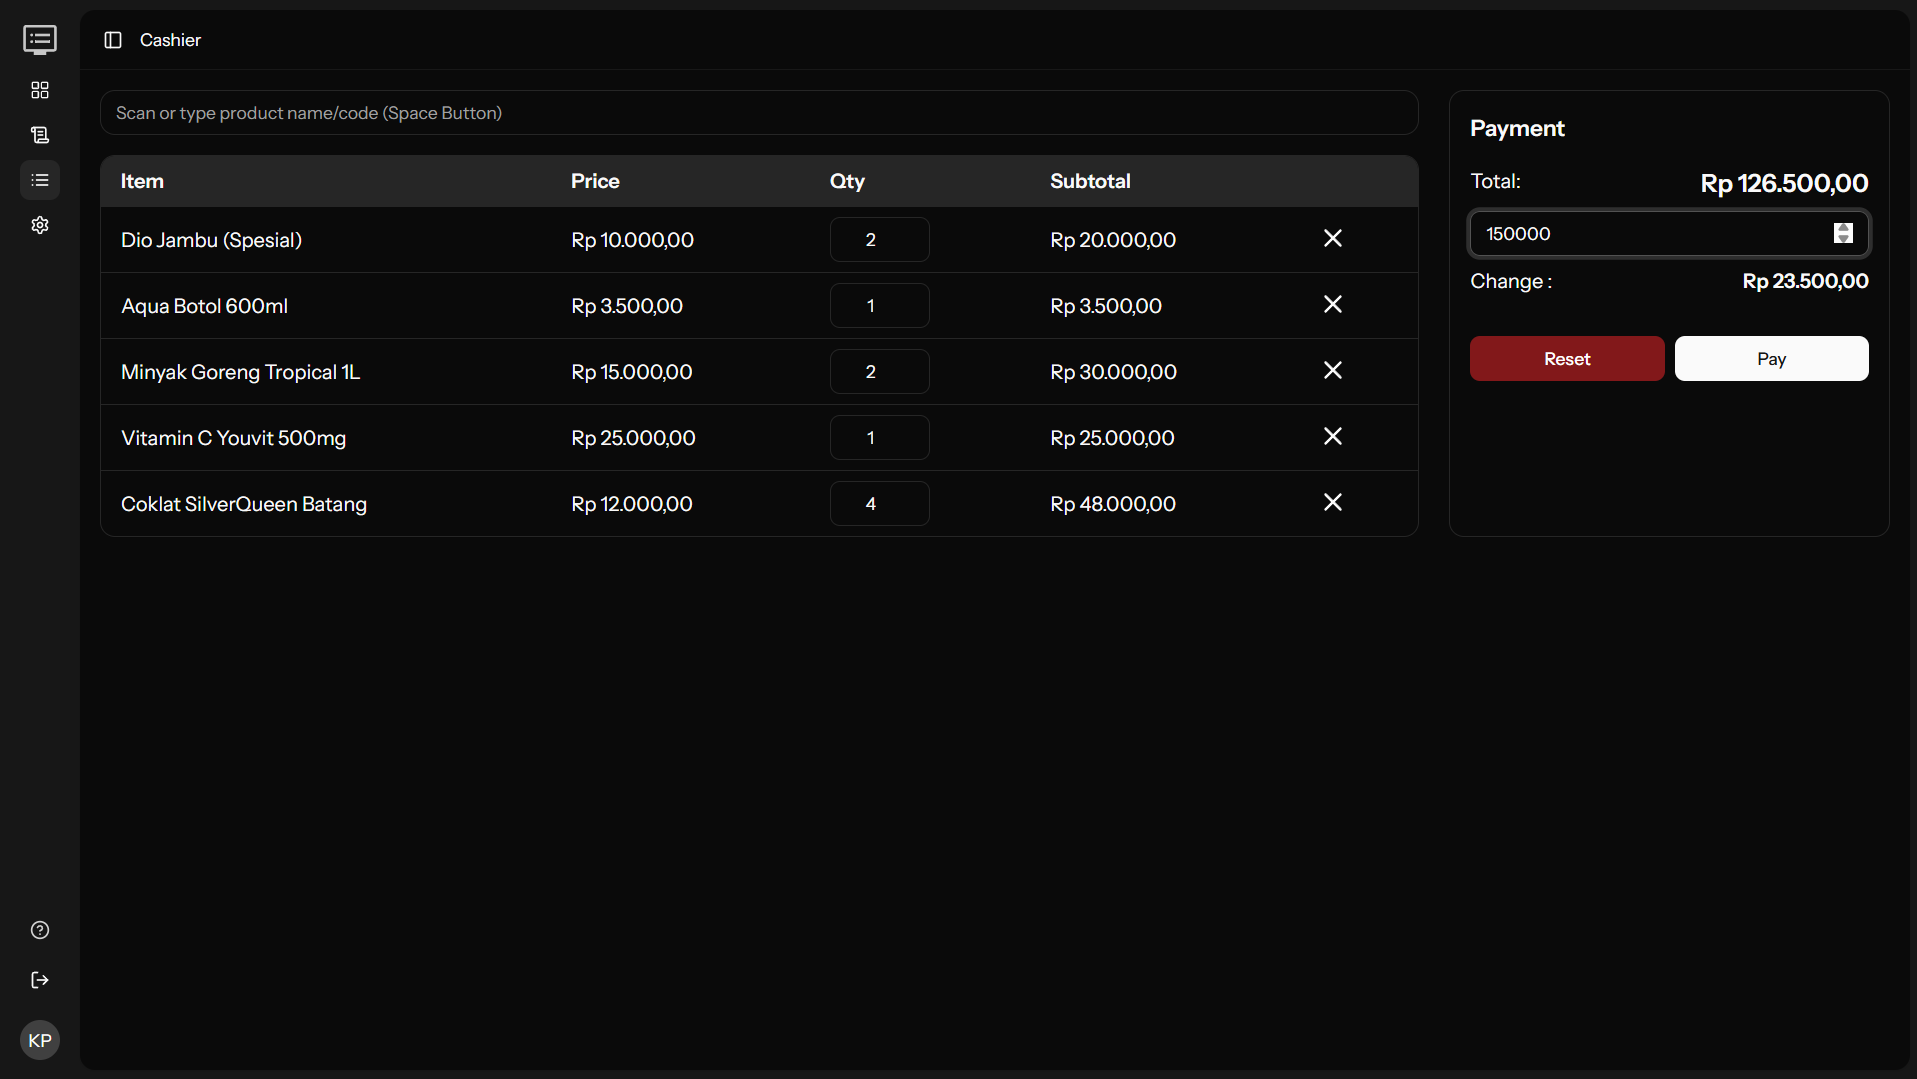 Cashier
Scan or type product name/code (Space Button)
Item Price Qty Subtotal
Dio Jambu (Spesial) Rp 10.000,00 2 Rp 20.000,00
Aqua Botol 600ml Rp 3.500,00 1 Rp 3.500,00
Minyak Goreng Tropical 1L Rp 15.000,00 2 Rp 30.000,00
Vitamin C Youvit 500mg Rp 25.000,00 1 Rp 25.000,00
Coklat SilverQueen Batang Rp 12.000,00 4 Rp 48.000,00
Payment
Total: Rp 126.500,00
150000
Change : Rp 23.500,00
Reset Pay
KP